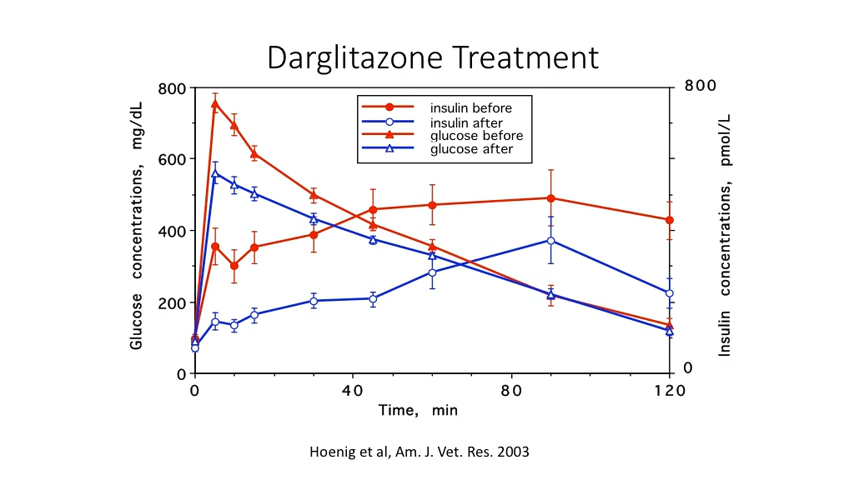 Darglitazone Treatment
800
600
400
200
0
Glucose concentrations, mg/dL
insulin before
insulin after
glucose before
glucose after
800
0
Insulin concentrations, pmol/L
0
40
80
120
Time, min
Hoenig et al, Am. J. Vet. Res. 2003